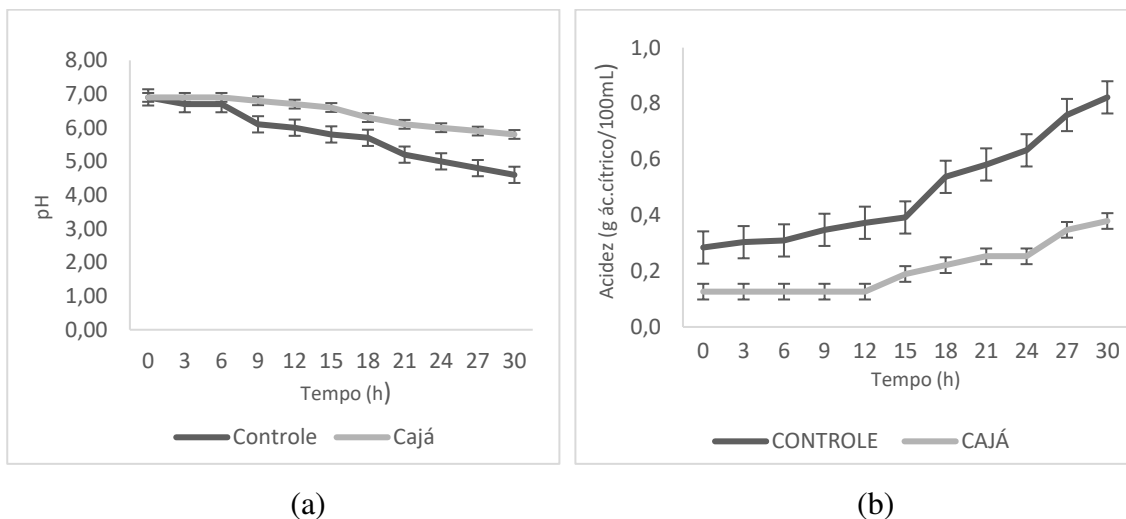 8,00
7,00
6,00
5,00
4,00
3,00
2,00
1,00
0,00
pH
0 3 6 9 12 15 18 21 24 27 30
Tempo (h)
Controle Cajá
(a)
1,0
0,8
0,6
0,4
0,2
0,0
Acidez (g ác.cítrico/100mL)
0 3 6 9 12 15 18 21 24 27 30
Tempo (h)
CONTROLE CAJÁ
(b)